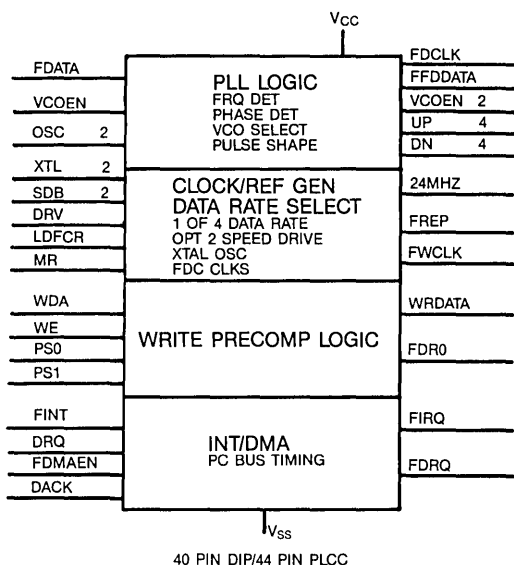 VCC
FDATA
VCOEN
OSC 2
XTL 2
SDB 2
DRV
LDFCR
MR
WDA
WE
PS0
PS1
FINT
DRQ
FDMAEN
DACK
PLL LOGIC
FRQ DET
PHASE DET
VCO SELECT
PULSE SHAPE
CLOCK/REF GEN
DATA RATE SELECT
1 OF 4 DATA RATE
OPT 2 SPEED DRIVE
XTAL OSC
FDC CLKS
WRITE PRECOMP LOGIC
INT/DMA
PC BUS TIMING
FDCLK
FFDDATA
VCOEN 2
UP 4
DN 4
24MHZ
FREP
FWCLK
WRDATA
FDR0
FIRQ
FDRQ
VSS
40 PIN DIP/44 PIN PLCC